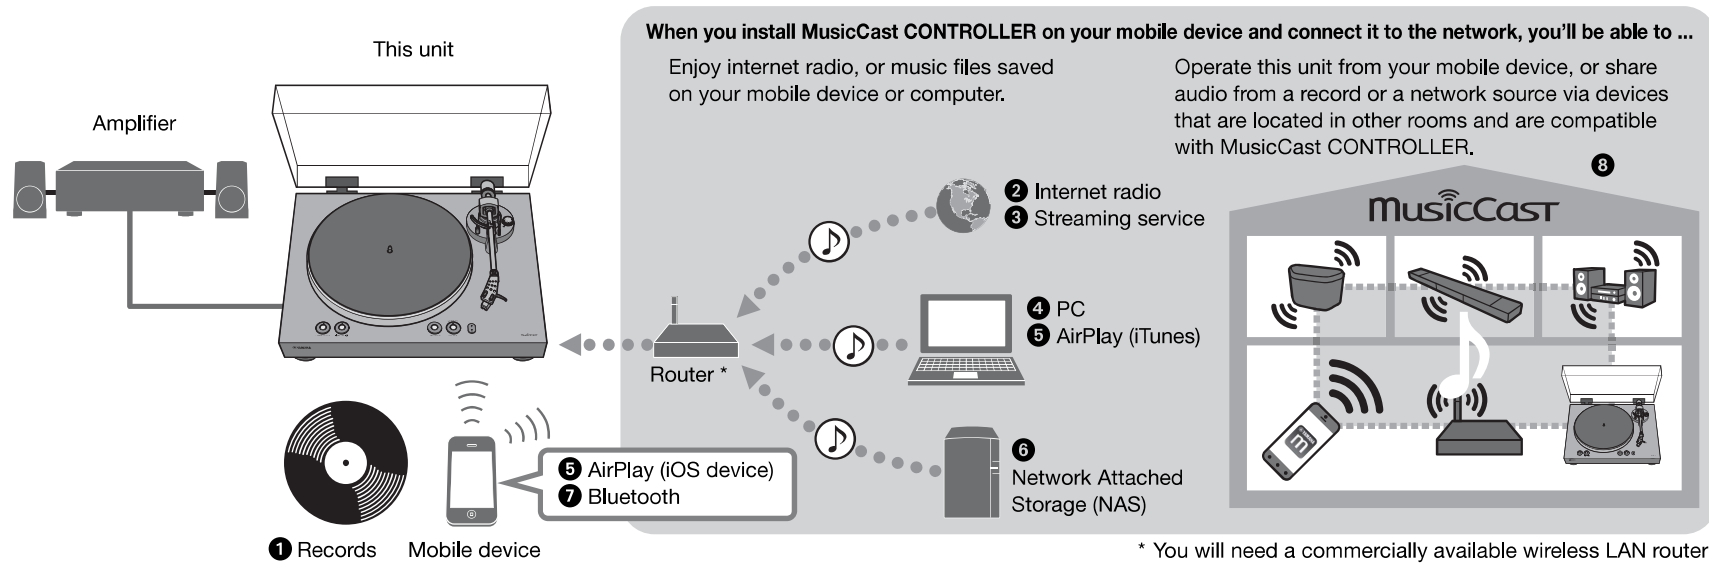 When you install MusicCast CONTROLLER on your mobile device and connect it to the network, you'll be able to ...
This unit
Amplifier
Enjoy internet radio, or music files saved
on your mobile device or computer.
Operate this unit from your mobile device, or share
audio from a record or a network source via devices
that are located in other rooms and are compatible
with MusicCast CONTROLLER.
8
MusicCast
2 Internet radio
3 Streaming service
4 PC
5 AirPlay (iTunes)
Router *
6
Network Attached
Storage (NAS)
5 AirPlay (iOS device)
7 Bluetooth
1 Records
Mobile device
YAMAHA
* You will need a commercially available wireless LAN router